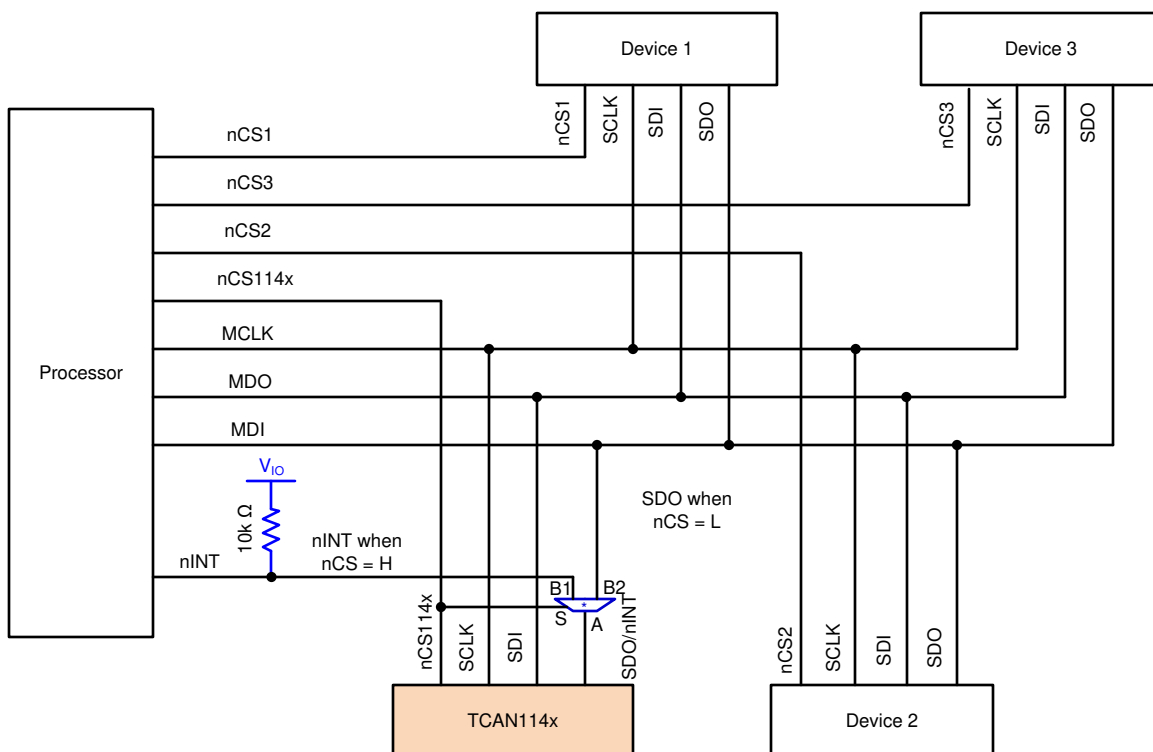 Device 1
Device 3
nCS1
SCLK
SDI
SDO
nCS3
SCLK
SDI
SDO
nCS1
nCS3
nCS2
nCS114x
MCLK
Processor
MDO
MDI
VIO
10k Ω
SDO when
nCS = L
nINT when
nCS = H
nINT
B1
B2
*
S
A
nCS114x
SCLK
SDI
SDO/nINT
nCS2
SCLK
SDI
SDO
TCAN114x
Device 2